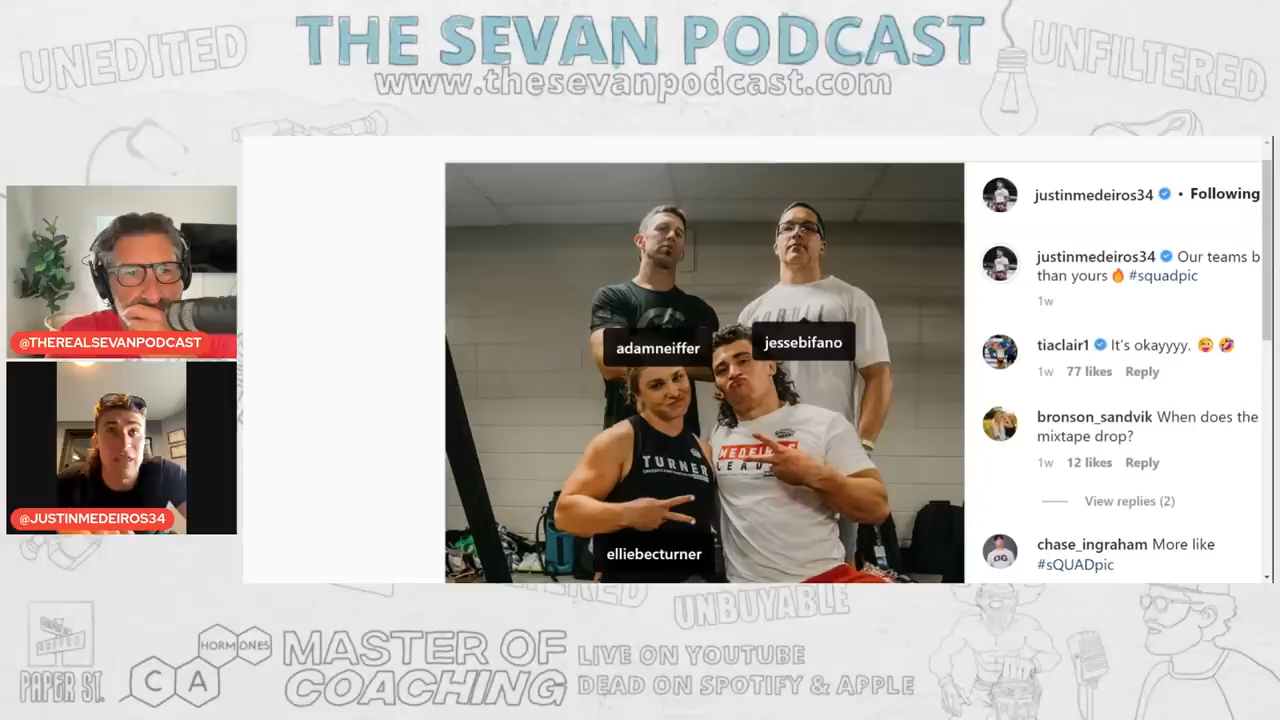 UNEDITED
THE SEVAN PODCAST
www.thesevanpodcast.com
UNFILTERED
@THEREALSEVANPODCAST
@JUSTINMEDEIROS34
adamneiffer
jessebifano
TURNER
MEDEIROS
elliebecturner
justinmedeiros34 • Following
justinmedeiros34 Our teams b
than yours 🔥 #squadpic
1w
tiaclair1 It's okayyyy. 😜 🤣
1w 77 likes Reply
bronson_sandvik When does the
mixtape drop?
1w 12 likes Reply
View replies (2)
chase_ingraham More like
#sQUADpic
OG
UNBUYABLE
PAPER ST.
HORMONES
CA
MASTER OF
COACHING
LIVE ON YOUTUBE
DEAD ON SPOTIFY & APPLE